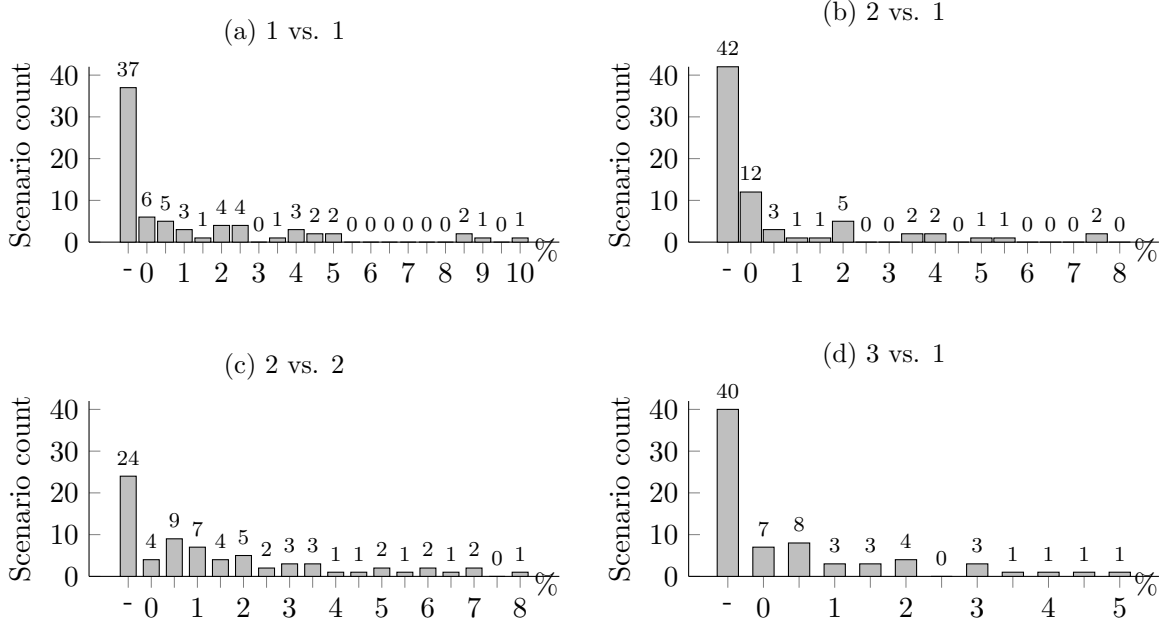 (a) 1 vs. 1
Scenario count
40
30
20
10
0
37 6 5 3 1 4 4 0 1 3 2 2 0 0 0 0 0 0 2 1 0 1
- 0 1 2 3 4 5 6 7 8 9 10 %
(b) 2 vs. 1
Scenario count
40
30
20
10
0
42 12 3 1 1 5 0 0 2 2 0 1 1 0 0 0 2 0
- 0 1 2 3 4 5 6 7 8 %
(c) 2 vs. 2
Scenario count
40
30
20
10
0
24 4 9 7 4 5 2 3 3 1 1 2 1 2 1 2 0 1
- 0 1 2 3 4 5 6 7 8 %
(d) 3 vs. 1
Scenario count
40
30
20
10
0
40 7 8 3 3 4 0 3 1 1 1 1
- 0 1 2 3 4 5 %